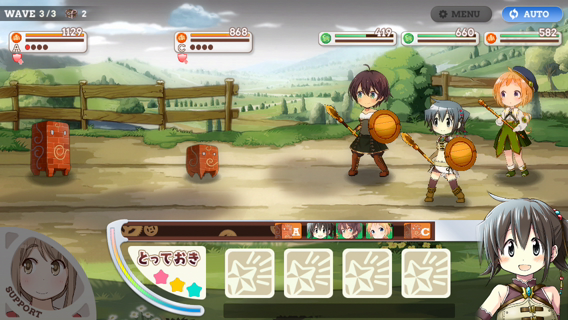 WAVE 3/3 2
MENU
AUTO
1129
868
419
660
582
A
C
A
C
とっておき
SUPPORT